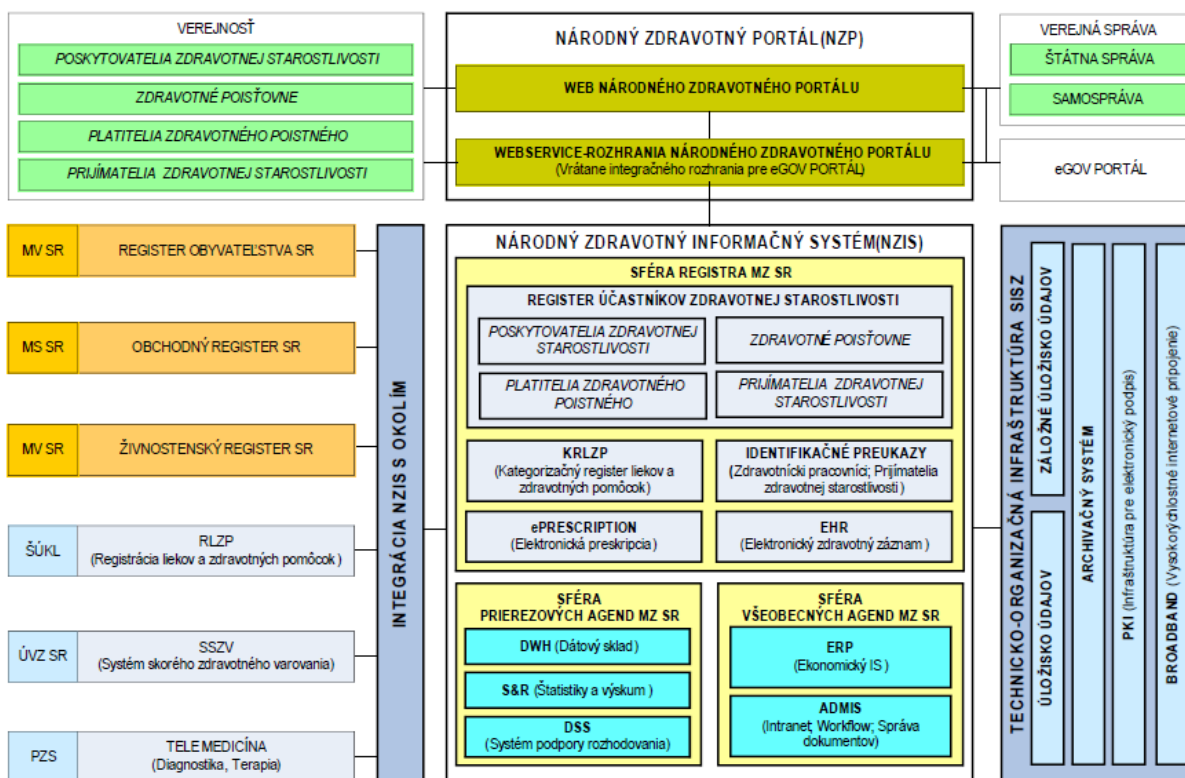 VEREJNOSŤ
POSKYTOVATELIA ZDRAVOTNEJ STAROSTLIVOSTI
ZDRAVOTNÉ POISŤOVNE
PLATITELIA ZDRAVOTNÉHO POISTNÉHO
PRIJÍMATELIA ZDRAVOTNEJ STAROSTLIVOSTI
NÁRODNÝ ZDRAVOTNÝ PORTÁL(NZP)
WEB NÁRODNÉHO ZDRAVOTNÉHO PORTÁLU
WEBSERVICE-ROZHRANIA NÁRODNÉHO ZDRAVOTNÉHO PORTÁLU
(Vrátane integračného rozhrania pre eGOV PORTÁL)
VEREJNÁ SPRÁVA
ŠTÁTNA SPRÁVA
SAMOSPRÁVA
eGOV PORTÁL
MV SR
REGISTER OBYVATEĽSTVA SR
MS SR
OBCHODNÝ REGISTER SR
MV SR
ŽIVNOSTENSKÝ REGISTER SR
ŠÚKL
RLZP
(Registrácia liekov a zdravotných pomôcok )
ÚVZ SR
SSZV
(Systém skorého zdravotného varovania)
PZS
TELEMEDICÍNA
(Diagnostika, Terapia)
INTEGRÁCIA NZIS S OKOLÍM
NÁRODNÝ ZDRAVOTNÝ INFORMAČNÝ SYSTÉM(NZIS)
SFÉRA REGISTRA MZ SR
REGISTER ÚČASTNÍKOV ZDRAVOTNEJ STAROSTLIVOSTI
POSKYTOVATELIA ZDRAVOTNEJ
STAROSTLIVOSTI
ZDRAVOTNÉ POISŤOVNE
PLATITELIA ZDRAVOTNÉHO
POISTNÉHO
PRIJÍMATELIA ZDRAVOTNEJ
STAROSTLIVOSTI
KRLZP
(Kategorizačný register liekov a
zdravotných pomôcok)
IDENTIFIKAČNÉ PREUKAZY
(Zdravotnícki pracovníci; Prijímatelia
zdravotnej starostlivosti)
ePRESCRIPTION
(Elektronická preskripcia)
EHR
(Elektronický zdravotný záznam )
SFÉRA
PRIEREZOVÝCH AGEND MZ SR
DWH (Dátový sklad)
S&R (Štatistiky a výskum )
DSS
(Systém podpory rozhodovania)
SFÉRA
VŠEOBECNÝCH AGEND MZ SR
ERP
(Ekonomický IS )
ADMIS
(Intranet; Workflow; Správa
dokumentov)
TECHNICKO-ORGANIZAČNÁ INFRAŠTRUKTÚRA SISZ
ZÁLOŽNÉ ÚLOŽISKO ÚDAJOV
ÚLOŽISKO ÚDAJOV
ARCHIVAČNÝ SYSTÉM
PKI (Infraštruktúra pre elektronický podpis)
BROADBAND (Vysokorýchlostné internetové pripojenie)